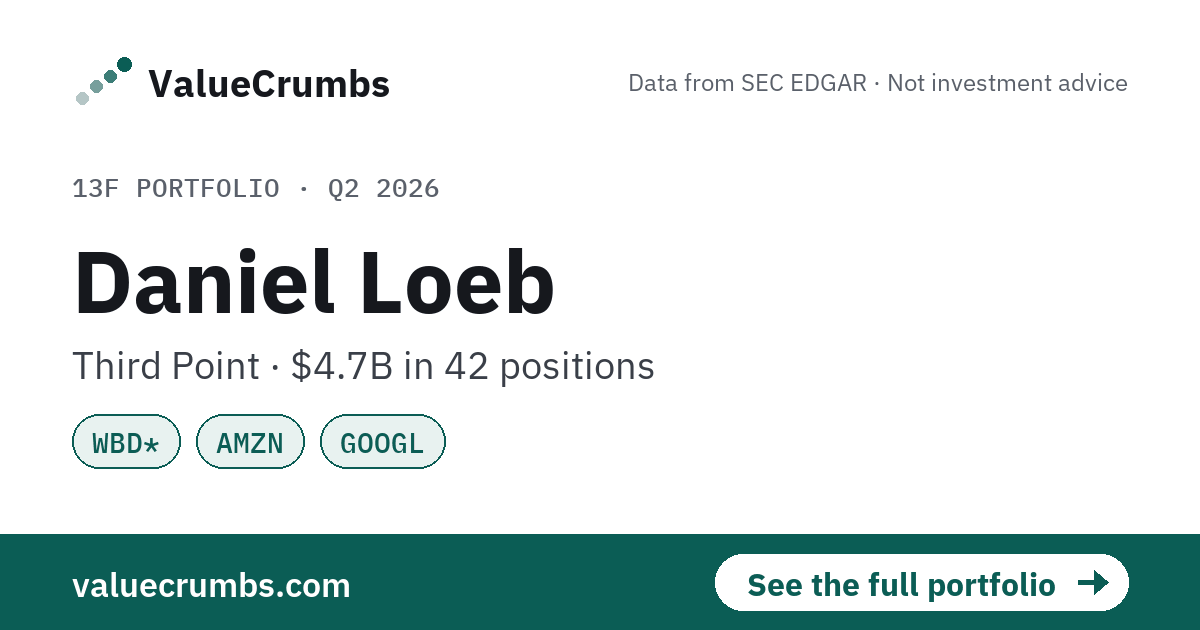 ValueCrumbs
Data from SEC EDGAR · Not investment advice
13F PORTFOLIO · Q2 2026
Daniel Loeb
Third Point · $4.7B in 42 positions
WBD* AMZN GOOGL
valuecrumbs.com
See the full portfolio →